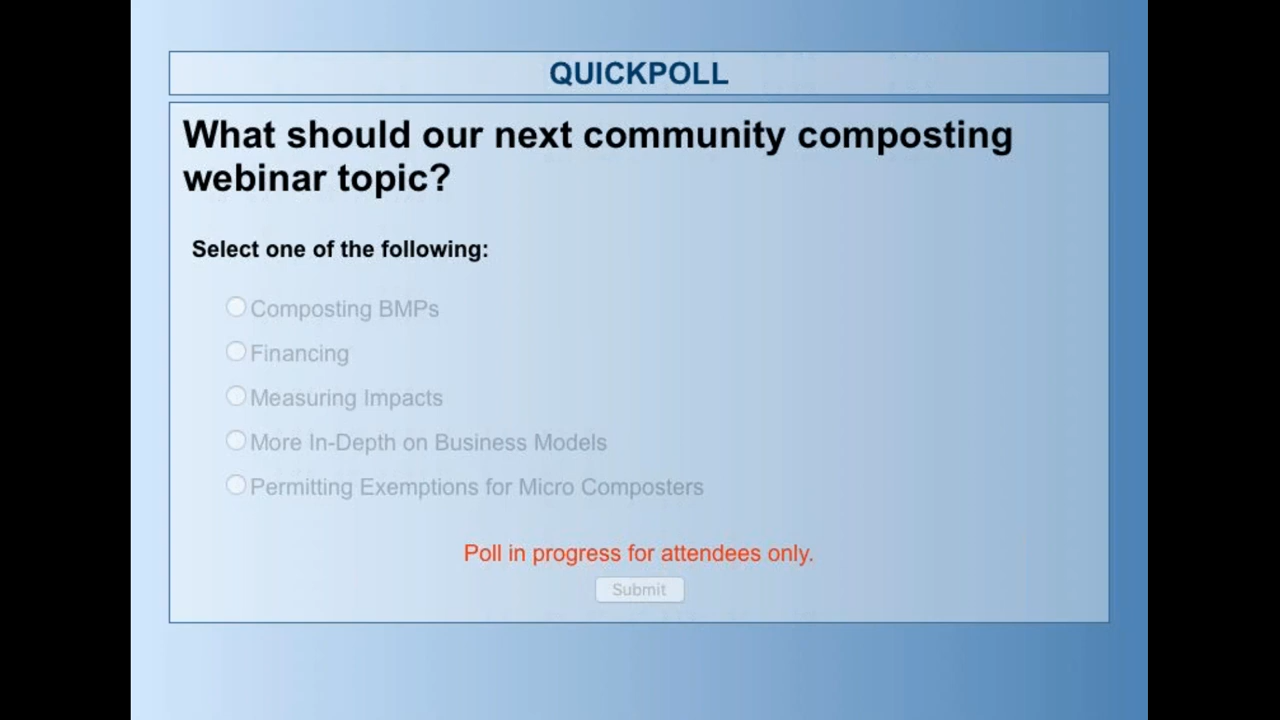 QUICKPOLL
What should our next community composting
webinar topic?
Select one of the following:
Composting BMPs
Financing
Measuring Impacts
More In-Depth on Business Models
Permitting Exemptions for Micro Composters
Poll in progress for attendees only.
Submit